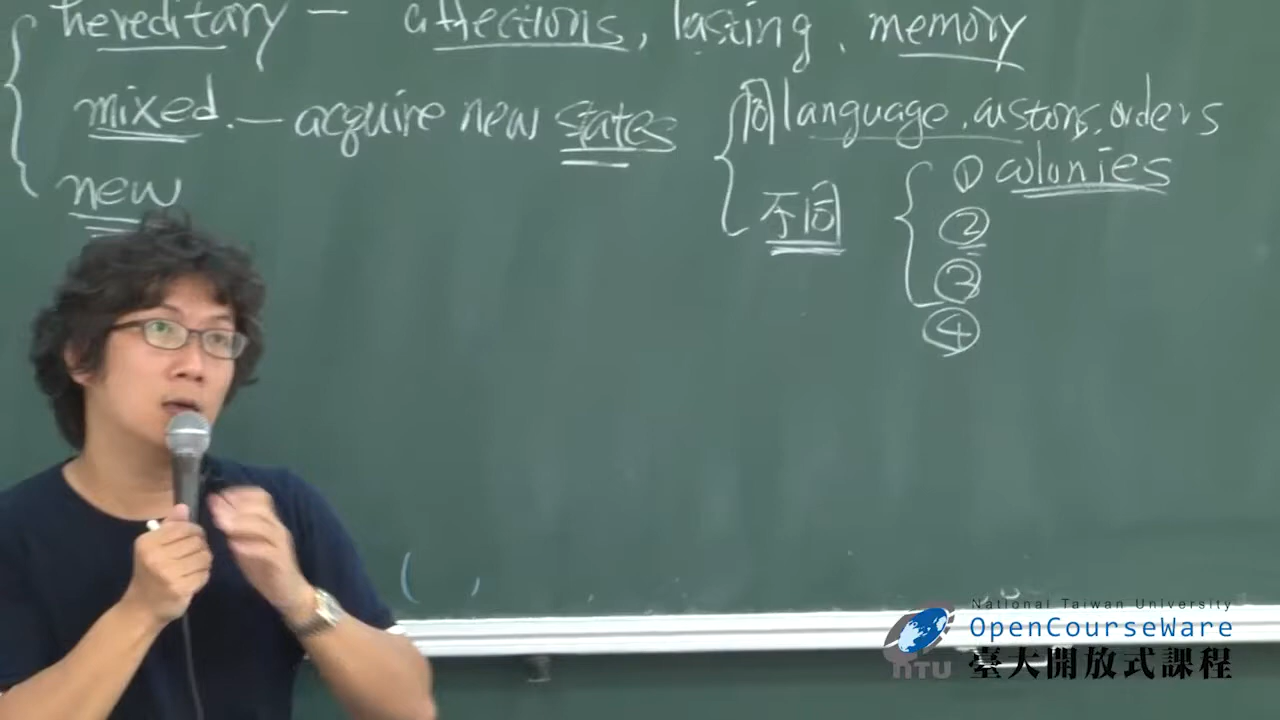 hereditary — affections, lasting, memory
mixed. — acquire new states
同 language, customs, orders
new
不同
① colonies
②
③
④
National Taiwan University
OpenCourseWare
NTU 臺大開放式課程